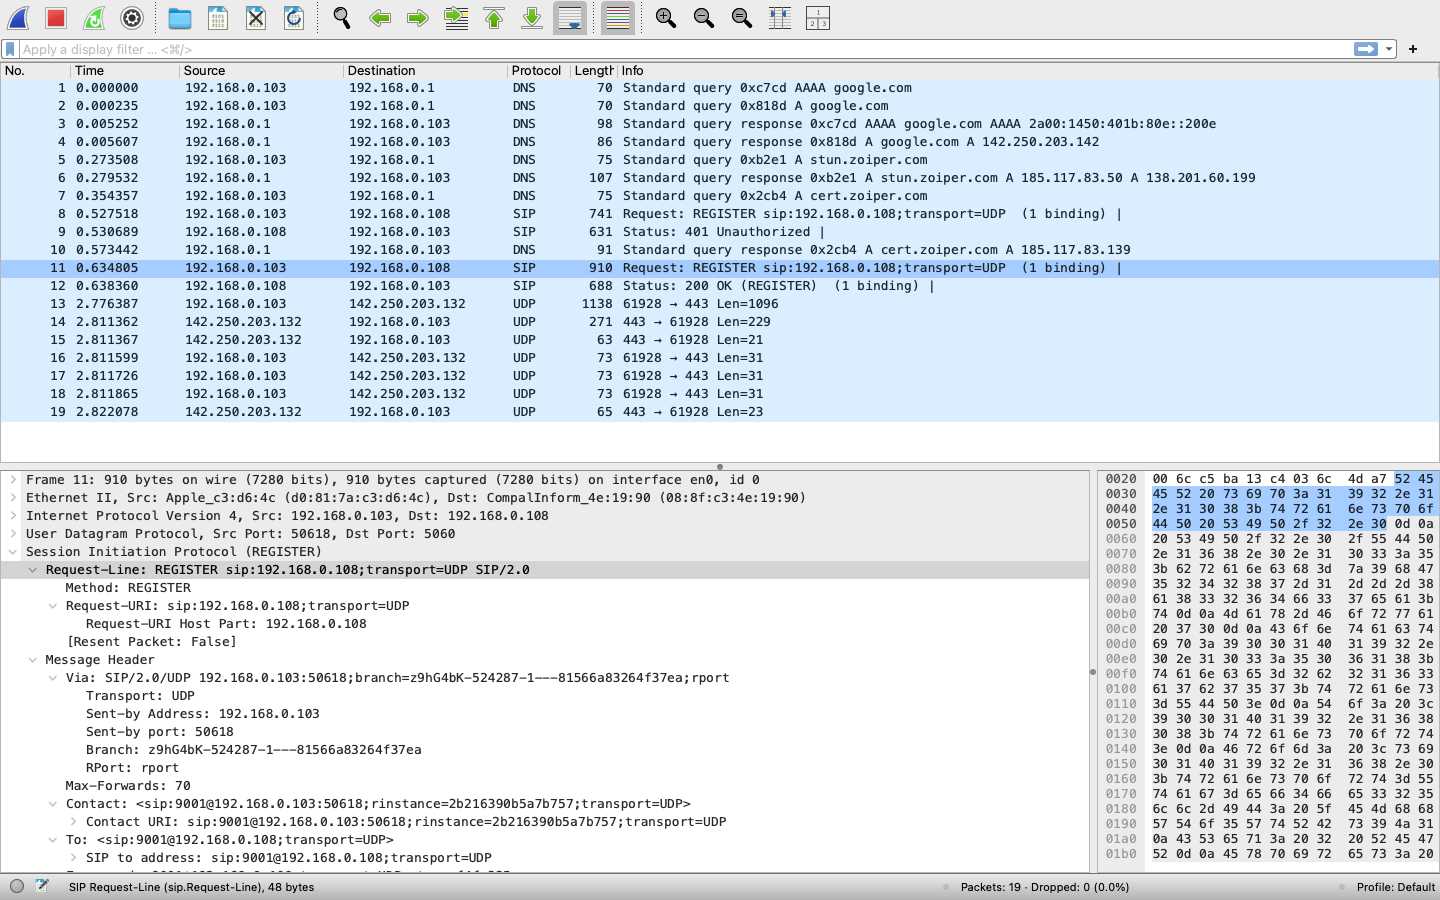 Apply a display filter ... <⌘/>
No. Time Source Destination Protocol Length Info
1 0.000000 192.168.0.103 192.168.0.1 DNS 70 Standard query 0xc7cd AAAA google.com
2 0.000235 192.168.0.103 192.168.0.1 DNS 70 Standard query 0x818d A google.com
3 0.005252 192.168.0.1 192.168.0.103 DNS 98 Standard query response 0xc7cd AAAA google.com AAAA 2a00:1450:401b:80e::200e
4 0.005607 192.168.0.1 192.168.0.103 DNS 86 Standard query response 0x818d A google.com A 142.250.203.142
5 0.273508 192.168.0.103 192.168.0.1 DNS 75 Standard query 0xb2e1 A stun.zoiper.com
6 0.279532 192.168.0.1 192.168.0.103 DNS 107 Standard query response 0xb2e1 A stun.zoiper.com A 185.117.83.50 A 138.201.60.199
7 0.354357 192.168.0.103 192.168.0.1 DNS 75 Standard query 0x2cb4 A cert.zoiper.com
8 0.527518 192.168.0.103 192.168.0.108 SIP 741 Request: REGISTER sip:192.168.0.108;transport=UDP  (1 binding) |
9 0.530689 192.168.0.108 192.168.0.103 SIP 631 Status: 401 Unauthorized |
10 0.573442 192.168.0.1 192.168.0.103 DNS 91 Standard query response 0x2cb4 A cert.zoiper.com A 185.117.83.139
11 0.634805 192.168.0.103 192.168.0.108 SIP 910 Request: REGISTER sip:192.168.0.108;transport=UDP  (1 binding) |
12 0.638360 192.168.0.108 192.168.0.103 SIP 688 Status: 200 OK (REGISTER)  (1 binding) |
13 2.776387 192.168.0.103 142.250.203.132 UDP 1138 61928 → 443 Len=1096
14 2.811362 142.250.203.132 192.168.0.103 UDP 271 443 → 61928 Len=229
15 2.811367 142.250.203.132 192.168.0.103 UDP 63 443 → 61928 Len=21
16 2.811599 192.168.0.103 142.250.203.132 UDP 73 61928 → 443 Len=31
17 2.811726 192.168.0.103 142.250.203.132 UDP 73 61928 → 443 Len=31
18 2.811865 192.168.0.103 142.250.203.132 UDP 73 61928 → 443 Len=31
19 2.822078 142.250.203.132 192.168.0.103 UDP 65 443 → 61928 Len=23
Frame 11: 910 bytes on wire (7280 bits), 910 bytes captured (7280 bits) on interface en0, id 0
Ethernet II, Src: Apple_c3:d6:4c (d0:81:7a:c3:d6:4c), Dst: CompalInform_4e:19:90 (08:8f:c3:4e:19:90)
Internet Protocol Version 4, Src: 192.168.0.103, Dst: 192.168.0.108
User Datagram Protocol, Src Port: 50618, Dst Port: 5060
Session Initiation Protocol (REGISTER)
Request-Line: REGISTER sip:192.168.0.108;transport=UDP SIP/2.0
Method: REGISTER
Request-URI: sip:192.168.0.108;transport=UDP
Request-URI Host Part: 192.168.0.108
[Resent Packet: False]
Message Header
Via: SIP/2.0/UDP 192.168.0.103:50618;branch=z9hG4bK-524287-1---81566a83264f37ea;rport
Transport: UDP
Sent-by Address: 192.168.0.103
Sent-by port: 50618
Branch: z9hG4bK-524287-1---81566a83264f37ea
RPort: rport
Max-Forwards: 70
Contact: <sip:9001@192.168.0.103:50618;rinstance=2b216390b5a7b757;transport=UDP>
Contact URI: sip:9001@192.168.0.103:50618;rinstance=2b216390b5a7b757;transport=UDP
To: <sip:9001@192.168.0.108;transport=UDP>
SIP to address: sip:9001@192.168.0.108;transport=UDP
0020 00 6c c5 ba 13 c4 03 6c 4d a7 52 45
0030 45 52 20 73 69 70 3a 31 39 32 2e 31
0040 2e 31 30 38 3b 74 72 61 6e 73 70 6f
0050 44 50 20 53 49 50 2f 32 2e 30 0d 0a
0060 20 53 49 50 2f 32 2e 30 2f 55 44 50
0070 2e 31 36 38 2e 30 2e 31 30 33 3a 35
0080 3b 62 72 61 6e 63 68 3d 7a 39 68 47
0090 35 32 34 32 38 37 2d 31 2d 2d 2d 38
00a0 61 38 33 32 36 34 66 33 37 65 61 3b
00b0 74 0d 0a 4d 61 78 2d 46 6f 72 77 61
00c0 20 37 30 0d 0a 43 6f 6e 74 61 63 74
00d0 69 70 3a 39 30 30 31 40 31 39 32 2e
00e0 30 2e 31 30 33 3a 35 30 36 31 38 3b
00f0 74 61 6e 63 65 3d 32 62 32 31 36 33
0100 61 37 62 37 35 37 3b 74 72 61 6e 73
0110 3d 55 44 50 3e 0d 0a 54 6f 3a 20 3c
0120 39 30 30 31 40 31 39 32 2e 31 36 38
0130 30 38 3b 74 72 61 6e 73 70 6f 72 74
0140 3e 0d 0a 46 72 6f 6d 3a 20 3c 73 69
0150 30 31 40 31 39 32 2e 31 36 38 2e 30
0160 3b 74 72 61 6e 73 70 6f 72 74 3d 55
0170 74 61 67 3d 65 66 34 66 65 33 32 35
0180 6c 6c 2d 49 44 3a 20 5f 45 4d 68 68
0190 57 54 6f 35 57 74 52 42 73 39 4a 31
01a0 0a 43 53 65 71 3a 20 32 20 52 45 47
01b0 52 0d 0a 45 78 70 69 72 65 73 3a 20
SIP Request-Line (sip.Request-Line), 48 bytes
Packets: 19 · Dropped: 0 (0.0%)
Profile: Default